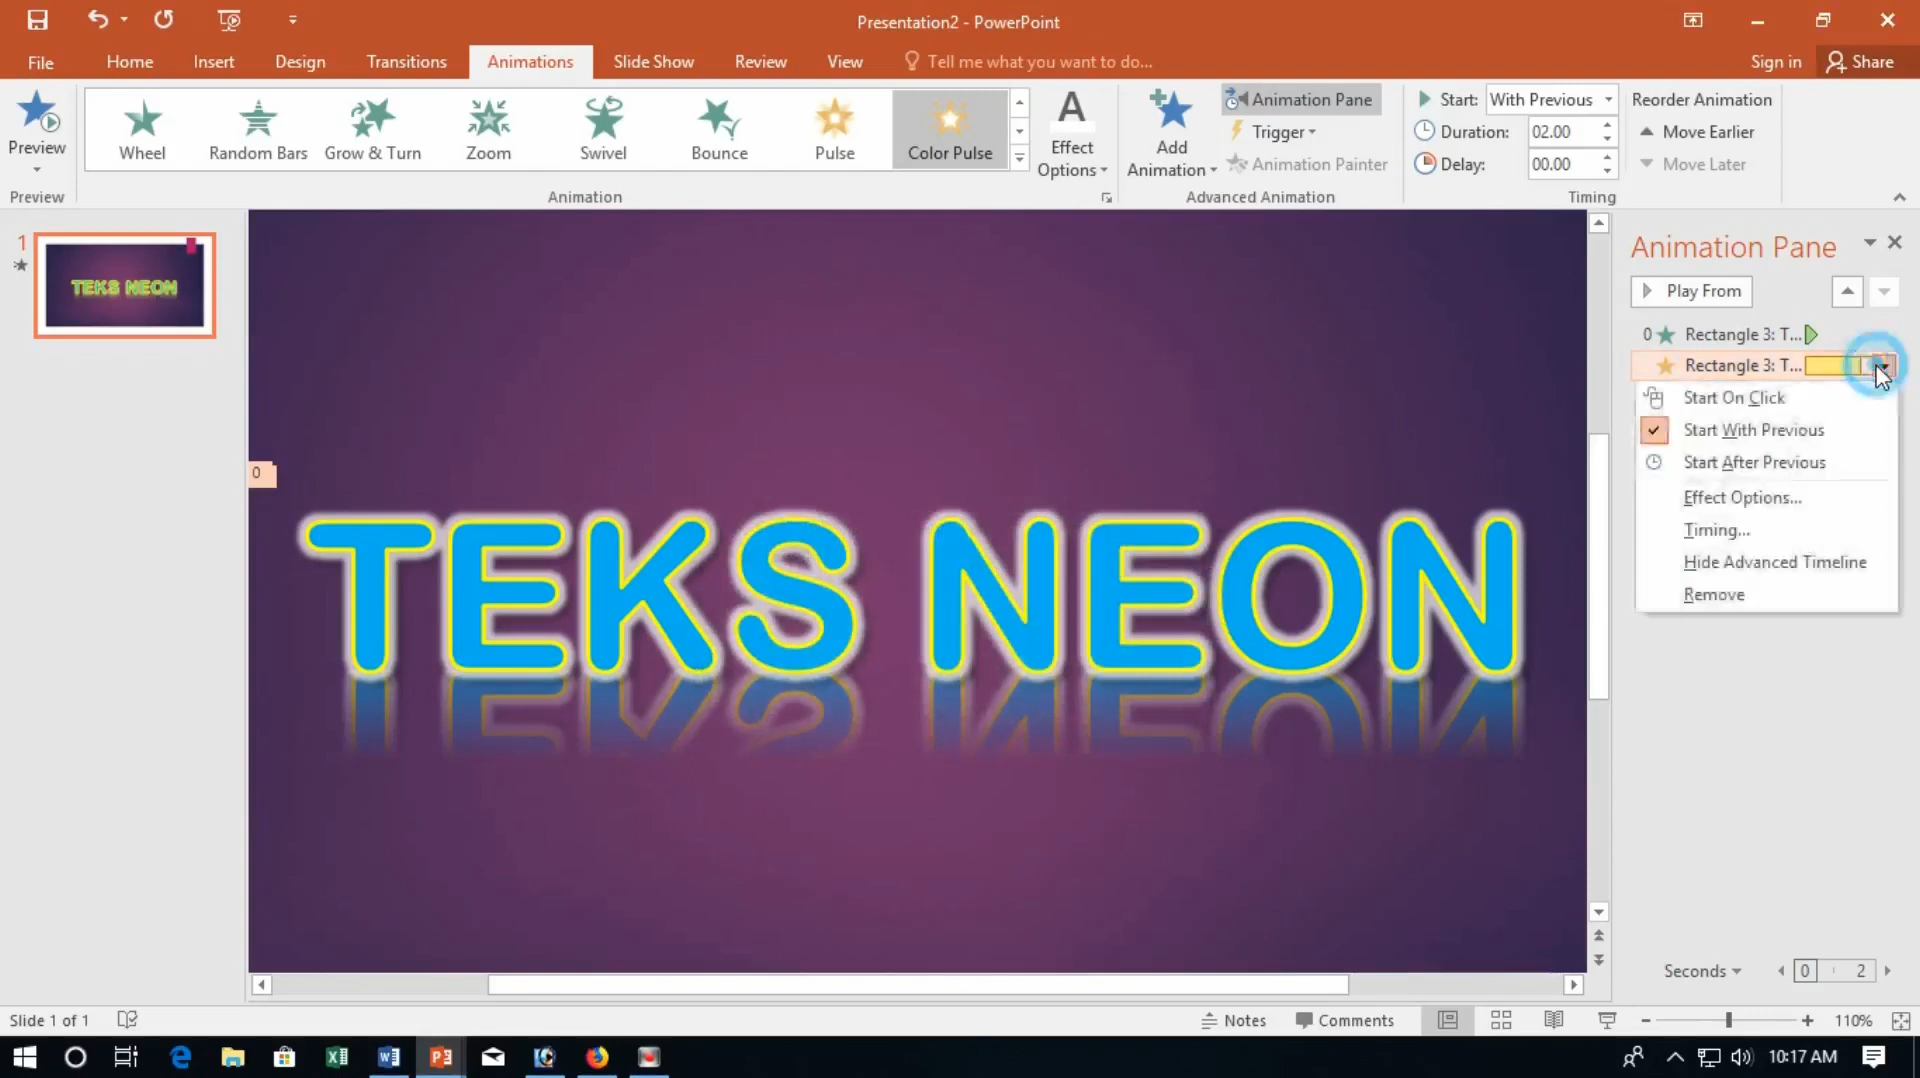 Presentation2 - PowerPoint
File Home Insert Design Transitions Animations Slide Show Review View Tell me what you want to do... Sign in Share
Preview
Wheel Random Bars Grow & Turn Zoom Swivel Bounce Pulse Color Pulse
Effect Options
Add Animation
Animation Pane
Trigger
Animation Painter
Start: With Previous
Duration: 02.00
Delay: 00.00
Reorder Animation
Move Earlier
Move Later
Preview Animation Advanced Animation Timing
1
TEKS NEON
0
TEKS NEON
Animation Pane
Play From
0 Rectangle 3: T...
Rectangle 3: T...
Start On Click
Start With Previous
Start After Previous
Effect Options...
Timing...
Hide Advanced Timeline
Remove
Seconds 0 2
Slide 1 of 1 Notes Comments 110%
10:17 AM